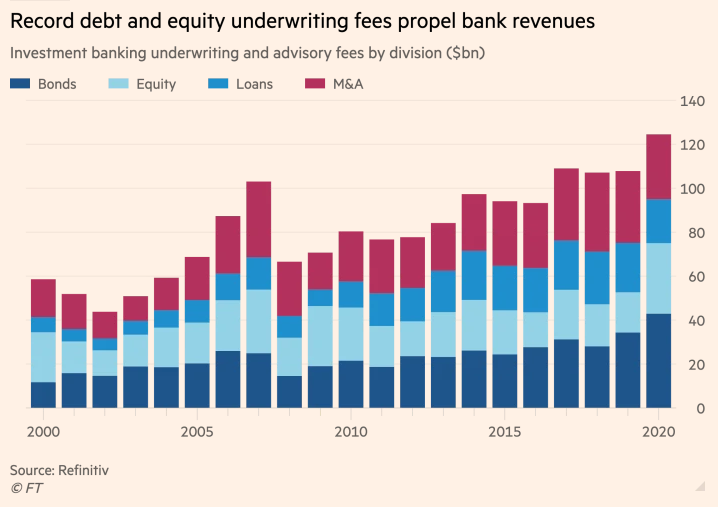 Record debt and equity underwriting fees propel bank revenues
Investment banking underwriting and advisory fees by division ($bn)
Bonds Equity Loans M&A
140
120
100
80
60
40
20
0
2000 2005 2010 2015 2020
Source: Refinitiv
© FT